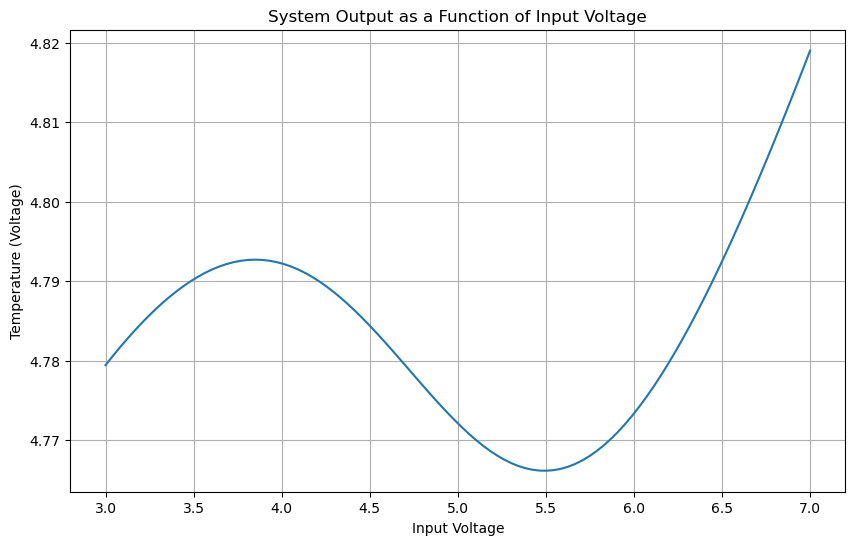 System Output as a Function of Input Voltage
Temperature (Voltage)
4.82
4.81
4.80
4.79
4.78
4.77
3.0 3.5 4.0 4.5 5.0 5.5 6.0 6.5 7.0
Input Voltage